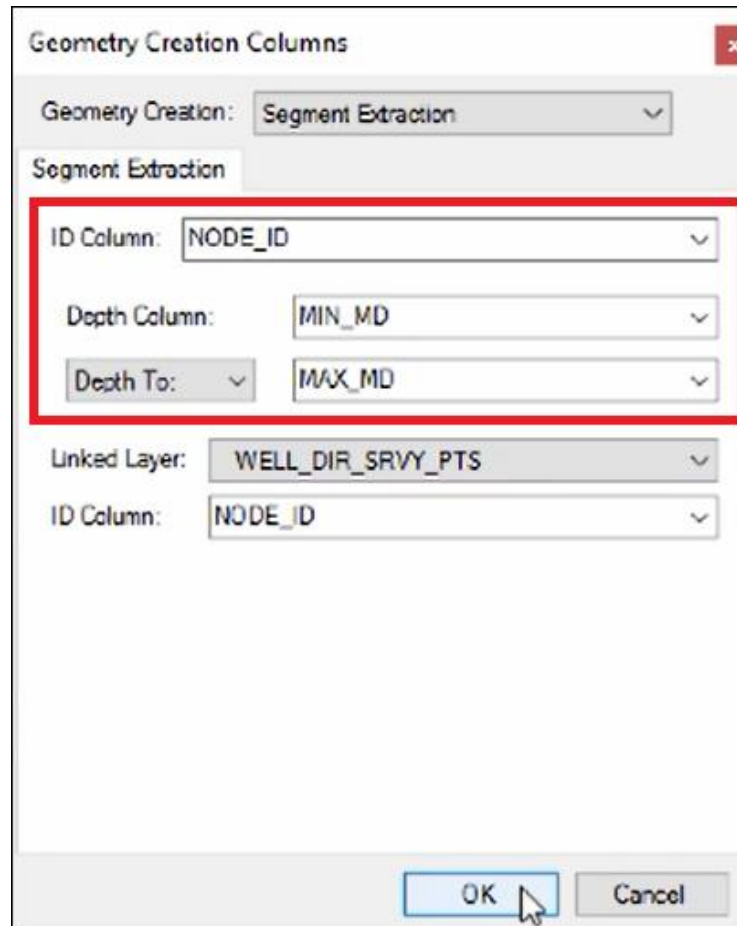 Geometry Creation Columns
x
Geometry Creation: Segment Extraction
Segment Extraction
ID Column: NODE_ID
Depth Column: MIN_MD
Depth To: MAX_MD
Linked Layer: WELL_DIR_SRVY_PTS
ID Column: NODE_ID
OK Cancel